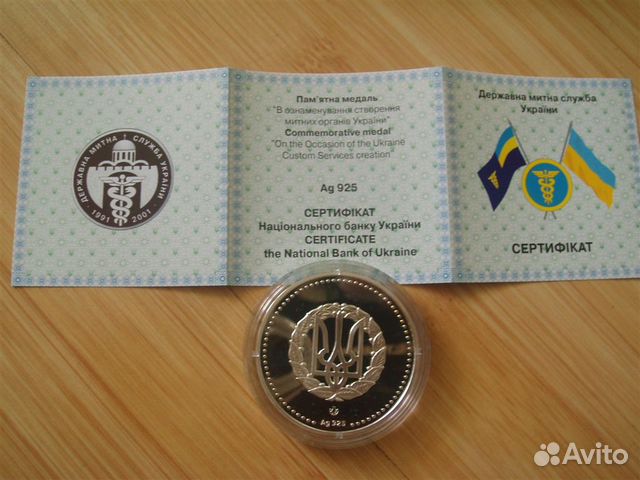 ДЕРЖАВНА МИТНА СЛУЖБА УКРАЇНИ
· 1991 · 2001 ·
Пам'ятна медаль
"В ознаменування створення
митних органів України"
Commemorative medal
"On the Occasion of the Ukraine
Custom Services creation"
Ag 925
СЕРТИФІКАТ
Національного банку України
CERTIFICATE
the National Bank of Ukraine
Державна митна служба
України
СЕРТИФІКАТ
Ag 925
Avito